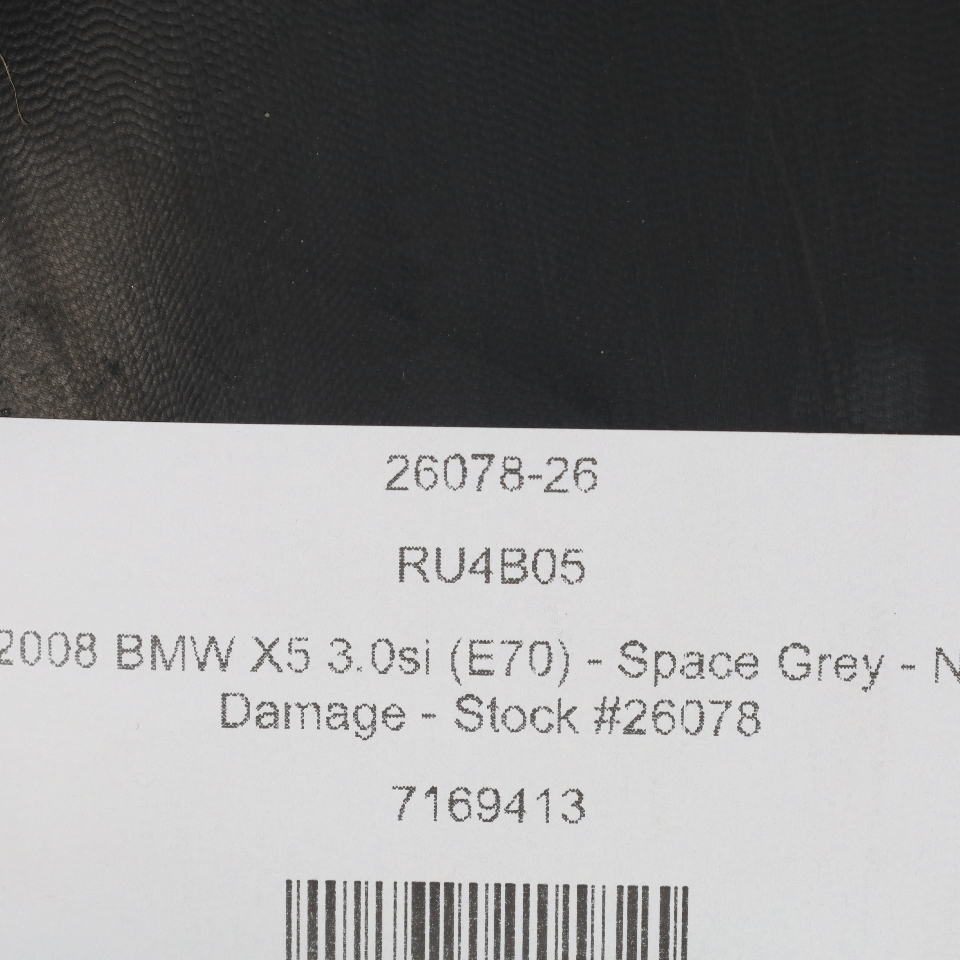 26078-26
RU4B05
2008 BMW X5 3.0si (E70) - Space Grey - N
Damage - Stock #26078
7169413